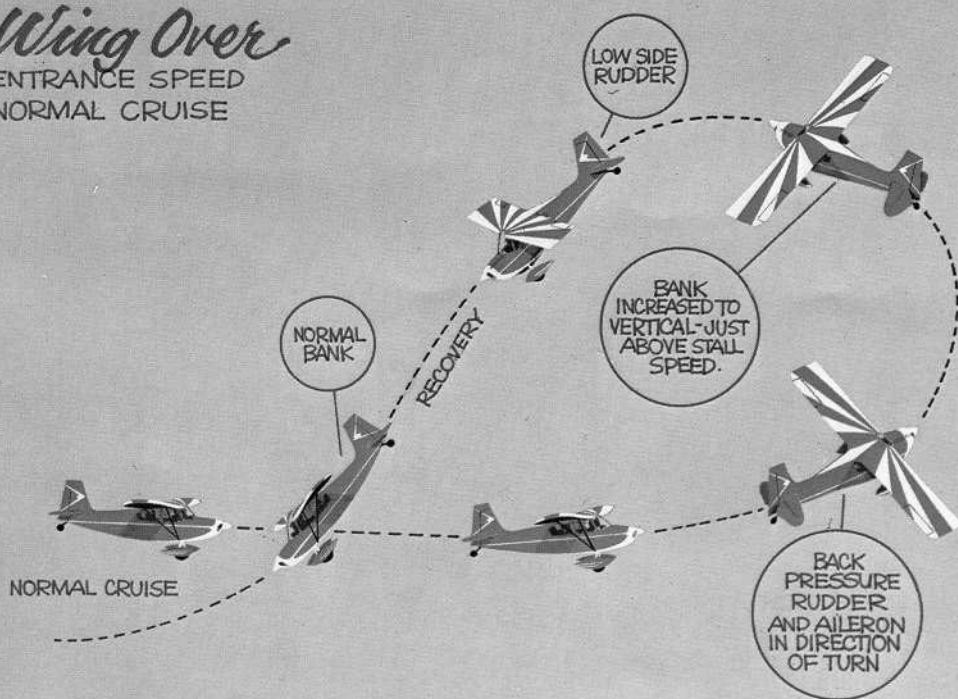 Wing Over
ENTRANCE SPEED
NORMAL CRUISE
LOW SIDE
RUDDER
BANK
INCREASED TO
VERTICAL-JUST
ABOVE STALL
SPEED.
NORMAL
BANK
RECOVERY
NORMAL CRUISE
BACK
PRESSURE
RUDDER
AND AILERON
IN DIRECTION
OF TURN